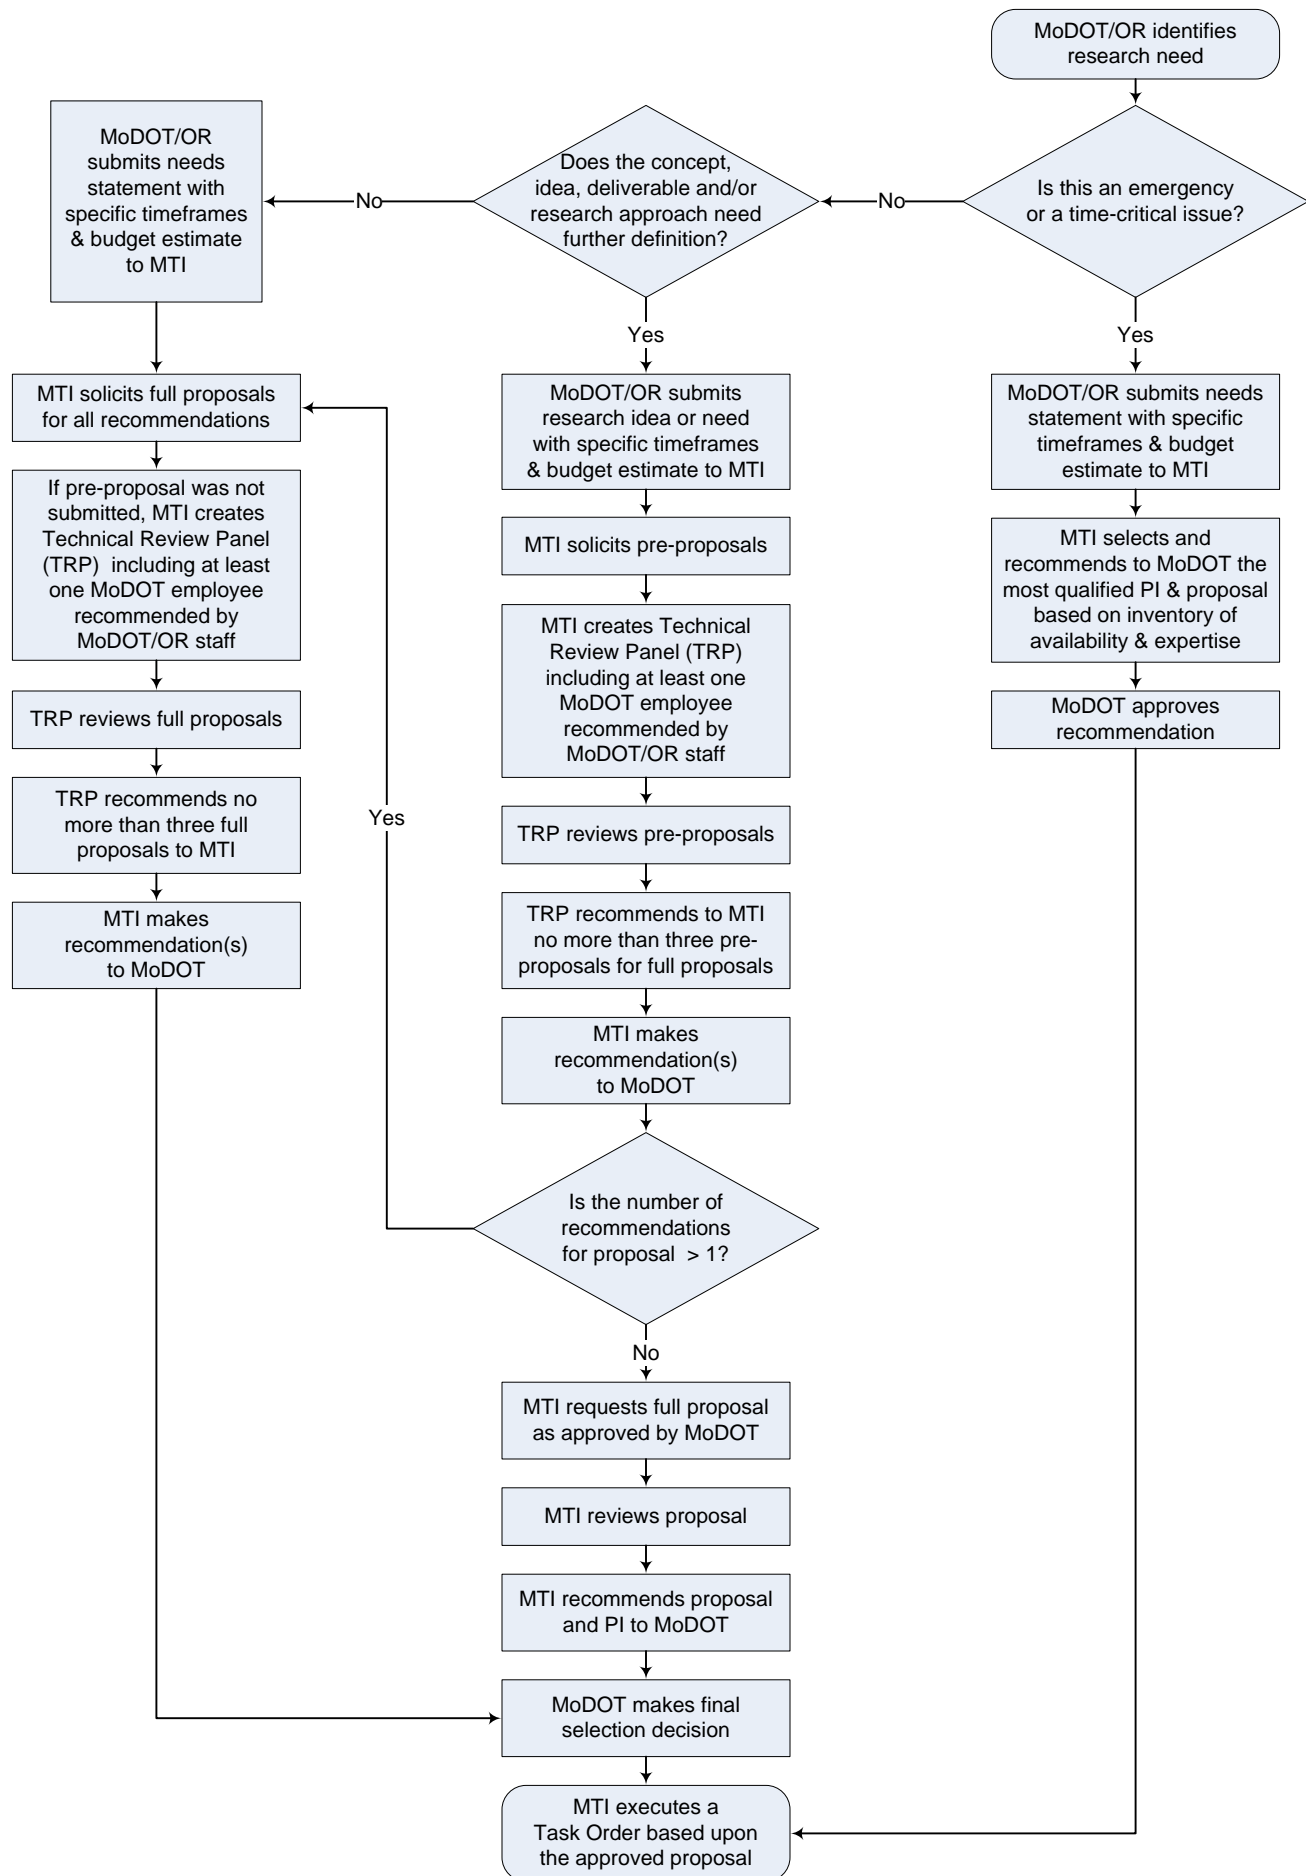 MoDOT/OR identifies
research need
Is this an emergency
or a time-critical issue?
No
Yes
Does the concept,
idea, deliverable and/or
research approach need
further definition?
No
Yes
MoDOT/OR
submits needs
statement with
specific timeframes
& budget estimate
to MTI
MTI solicits full proposals
for all recommendations
If pre-proposal was not
submitted, MTI creates
Technical Review Panel
(TRP) including at least
one MoDOT employee
recommended by
MoDOT/OR staff
TRP reviews full proposals
TRP recommends no
more than three full
proposals to MTI
MTI makes
recommendation(s)
to MoDOT
MoDOT/OR submits
research idea or need
with specific timeframes
& budget estimate to MTI
MTI solicits pre-proposals
MTI creates Technical
Review Panel (TRP)
including at least one
MoDOT employee
recommended by
MoDOT/OR staff
TRP reviews pre-proposals
TRP recommends to MTI
no more than three pre-
proposals for full proposals
MTI makes
recommendation(s)
to MoDOT
Is the number of
recommendations
for proposal > 1?
Yes
No
MTI requests full proposal
as approved by MoDOT
MTI reviews proposal
MTI recommends proposal
and PI to MoDOT
MoDOT makes final
selection decision
MTI executes a
Task Order based upon
the approved proposal
MoDOT/OR submits needs
statement with specific
timeframes & budget
estimate to MTI
MTI selects and
recommends to MoDOT the
most qualified PI & proposal
based on inventory of
availability & expertise
MoDOT approves
recommendation